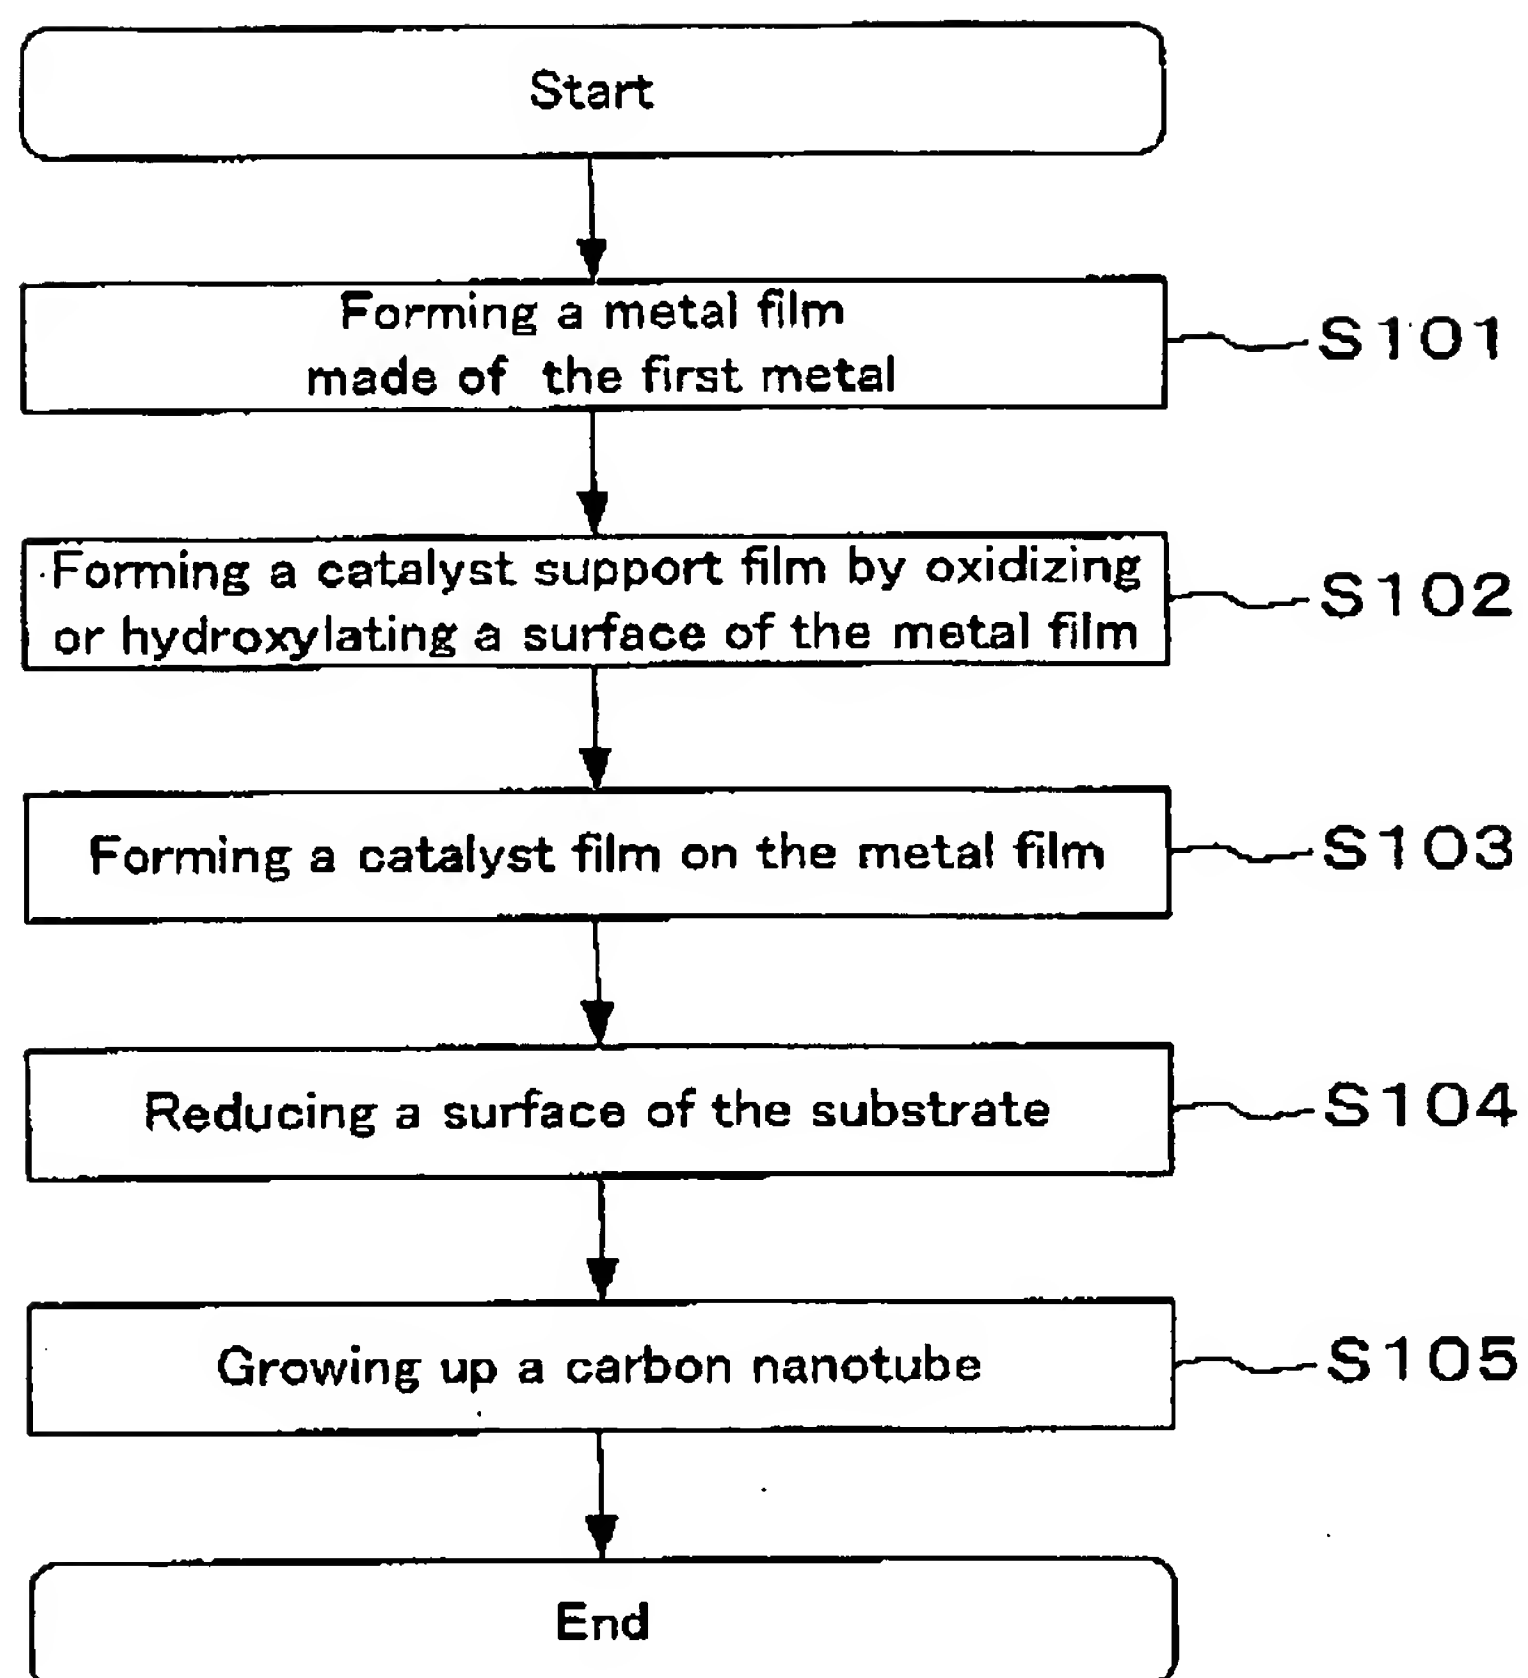 Start
Forming a metal film
made of the first metal
S101
Forming a catalyst support film by oxidizing
or hydroxylating a surface of the metal film
S102
Forming a catalyst film on the metal film
S103
Reducing a surface of the substrate
S104
Growing up a carbon nanotube
S105
End